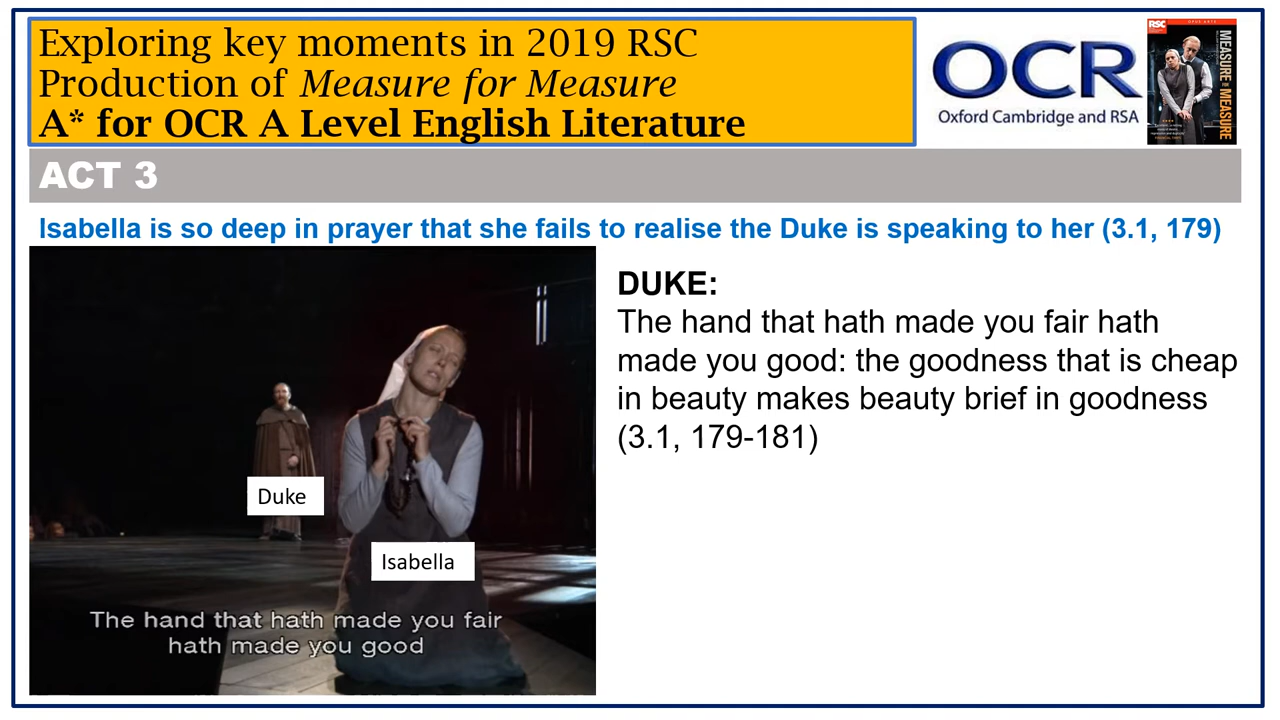 Exploring key moments in 2019 RSC
Production of Measure for Measure
A* for OCR A Level English Literature
OCR
Oxford Cambridge and RSA
RSC
OPUS ARTE
MEASURE FOR MEASURE
ACT 3
Isabella is so deep in prayer that she fails to realise the Duke is speaking to her (3.1, 179)
DUKE:
The hand that hath made you fair hath
made you good: the goodness that is cheap
in beauty makes beauty brief in goodness
(3.1, 179-181)
Duke
Isabella
The hand that hath made you fair
hath made you good